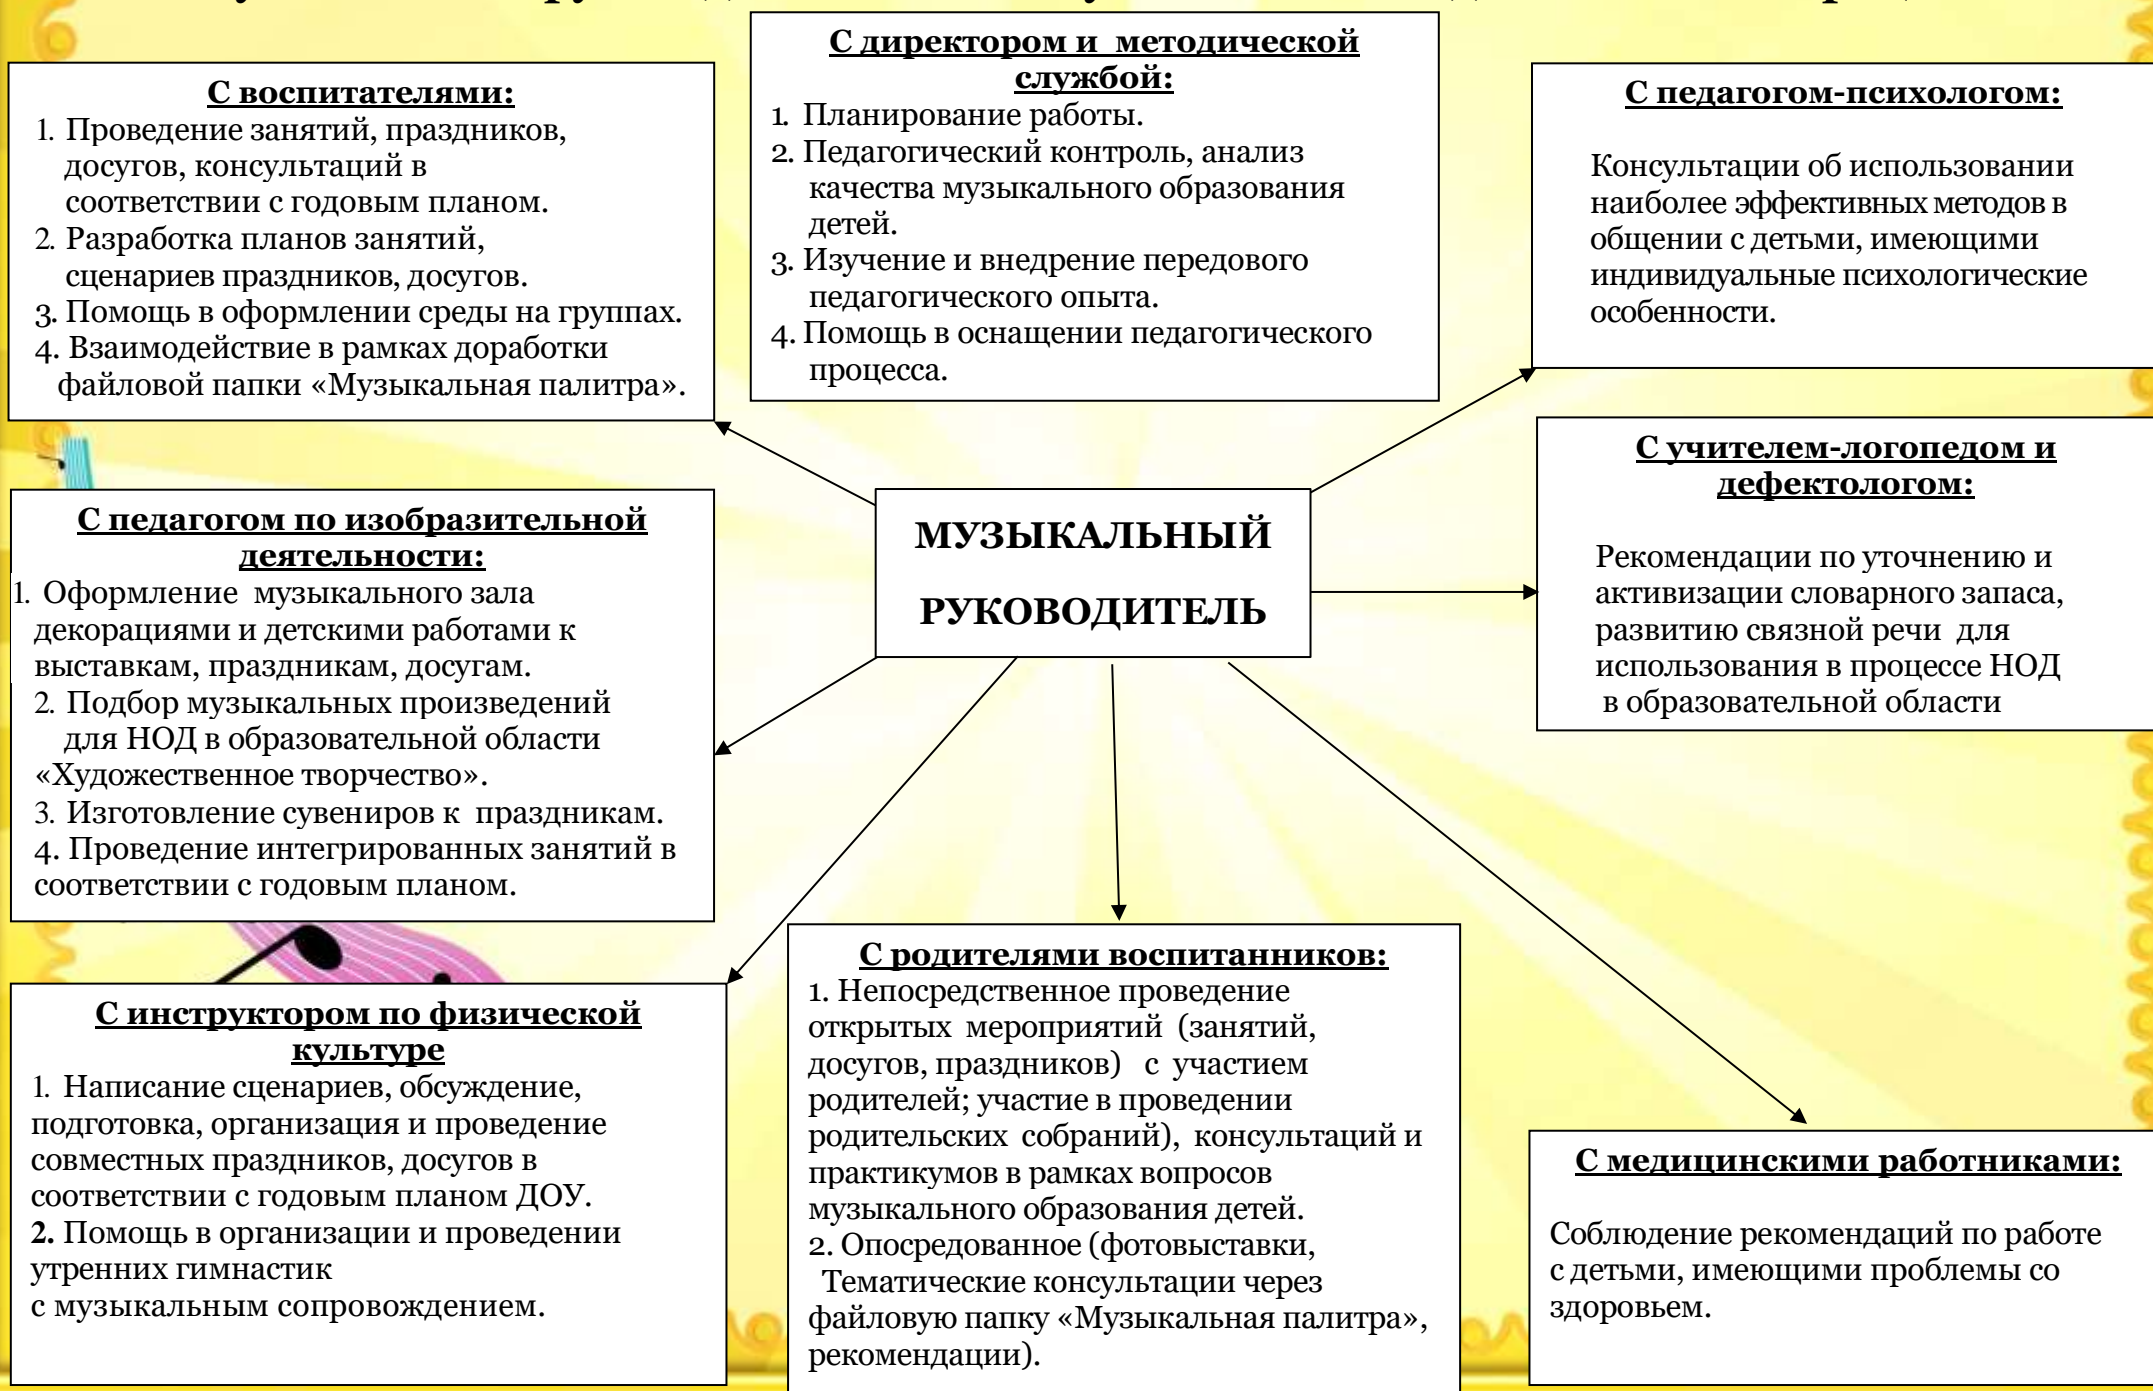 С воспитателями:
1. Проведение занятий, праздников,
досугов, консультаций в
соответствии с годовым планом.
2. Разработка планов занятий,
сценариев праздников, досугов.
3. Помощь в оформлении среды на группах.
4. Взаимодействие в рамках доработки
файловой папки «Музыкальная палитра».
С директором и методической
службой:
1. Планирование работы.
2. Педагогический контроль, анализ
качества музыкального образования
детей.
3. Изучение и внедрение передового
педагогического опыта.
4. Помощь в оснащении педагогического
процесса.
С педагогом-психологом:
Консультации об использовании
наиболее эффективных методов в
общении с детьми, имеющими
индивидуальные психологические
особенности.
С педагогом по изобразительной
деятельности:
1. Оформление музыкального зала
декорациями и детскими работами к
выставкам, праздникам, досугам.
2. Подбор музыкальных произведений
для НОД в образовательной области
«Художественное творчество».
3. Изготовление сувениров к праздникам.
4. Проведение интегрированных занятий в
соответствии с годовым планом.
МУЗЫКАЛЬНЫЙ
РУКОВОДИТЕЛЬ
С учителем-логопедом и
дефектологом:
Рекомендации по уточнению и
активизации словарного запаса,
развитию связной речи для
использования в процессе НОД
в образовательной области
С инструктором по физической
культуре
1. Написание сценариев, обсуждение,
подготовка, организация и проведение
совместных праздников, досугов в
соответствии с годовым планом ДОУ.
2. Помощь в организации и проведении
утренних гимнастик
с музыкальным сопровождением.
С родителями воспитанников:
1. Непосредственное проведение
открытых мероприятий (занятий,
досугов, праздников) с участием
родителей; участие в проведении
родительских собраний), консультаций и
практикумов в рамках вопросов
музыкального образования детей.
2. Опосредованное (фотовыставки,
Тематические консультации через
файловую папку «Музыкальная палитра»,
рекомендации).
С медицинскими работниками:
Соблюдение рекомендаций по работе
с детьми, имеющими проблемы со
здоровьем.